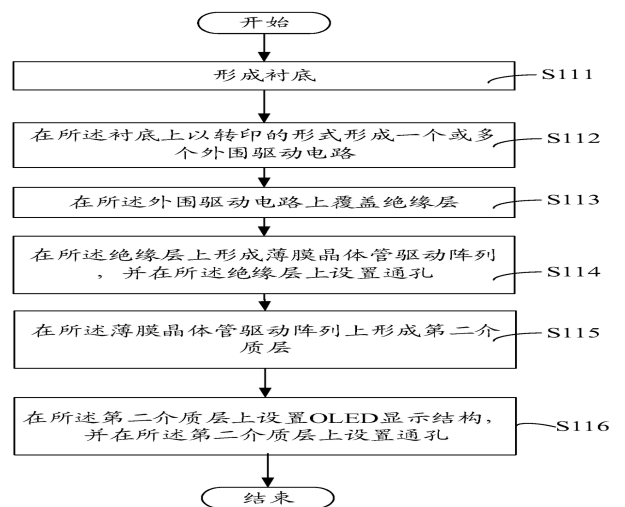 开始
形成衬底
S111
在所述衬底上以转印的形式形成一个或多
个外围驱动电路
S112
在所述外围驱动电路上覆盖绝缘层
S113
在所述绝缘层上形成薄膜晶体管驱动阵列
，并在所述绝缘层上设置通孔
S114
在所述薄膜晶体管驱动阵列上形成第二介
质层
S115
在所述第二介质层上设置OLED显示结构，
并在所述第二介质层上设置通孔
S116
结束